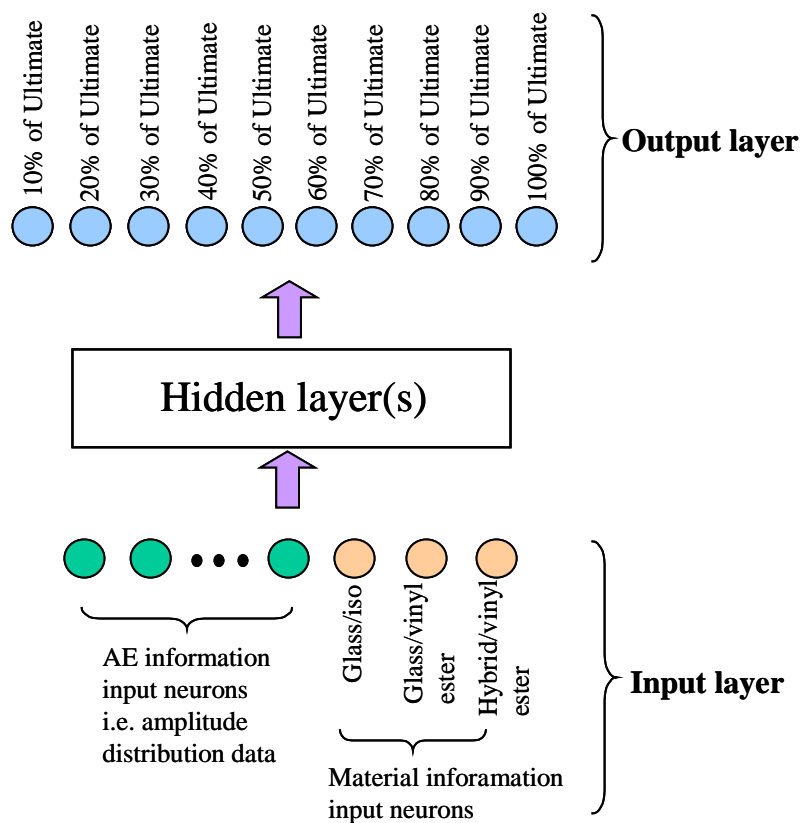 10% of Ultimate
20% of Ultimate
30% of Ultimate
40% of Ultimate
50% of Ultimate
60% of Ultimate
70% of Ultimate
80% of Ultimate
90% of Ultimate
100% of Ultimate
Output layer
Hidden layer(s)
Glass/iso
Glass/vinyl
ester
Hybrid/vinyl
ester
AE information
input neurons
i.e. amplitude
distribution data
Input layer
Material inforamation
input neurons